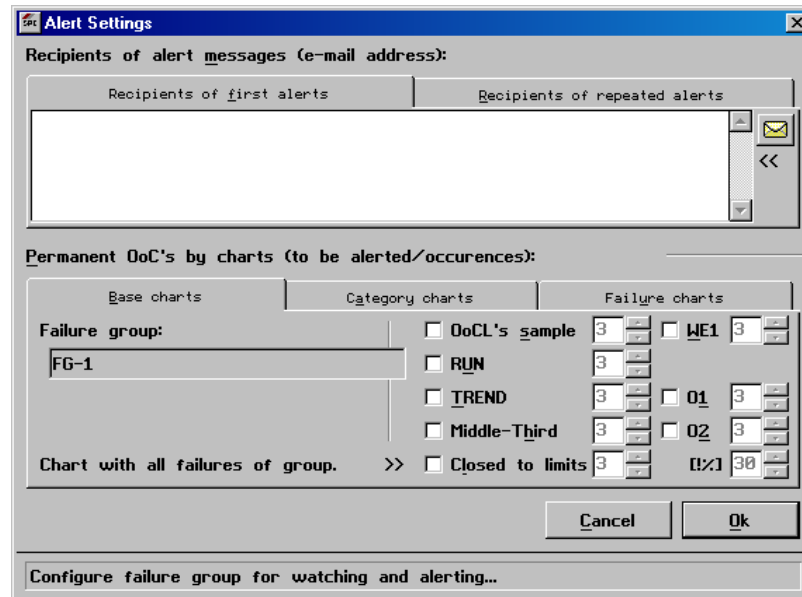 SPC Alert Settings
Recipients of alert messages (e-mail address):
Recipients of first alerts
Recipients of repeated alerts
<<
Permanent OoC's by charts (to be alerted/occurences):
Base charts
Category charts
Failure charts
Failure group:
OoCL's sample 3 WE1 3
FG-1
RUN 3
TREND 3 O1 3
Middle-Third 3 O2 3
Chart with all failures of group. >> Closed to limits 3 [!%] 30
Cancel
Ok
Configure failure group for watching and alerting...